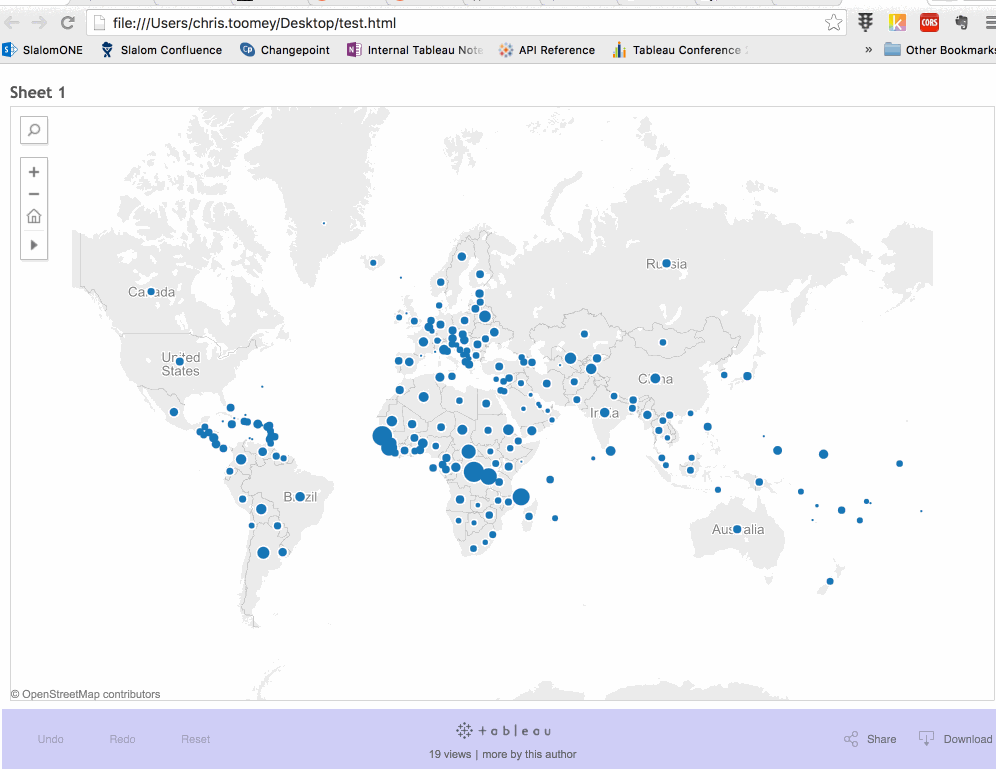 file:///Users/chris.toomey/Desktop/test.html
CORS
SlalomONE Slalom Confluence Changepoint Internal Tableau Note API Reference Tableau Conference » Other Bookmarks
Sheet 1
Russia
Canada
United
States
China
India
Brazil
Australia
© OpenStreetMap contributors
+ableau
Undo Redo Reset Share Download
19 views | more by this author